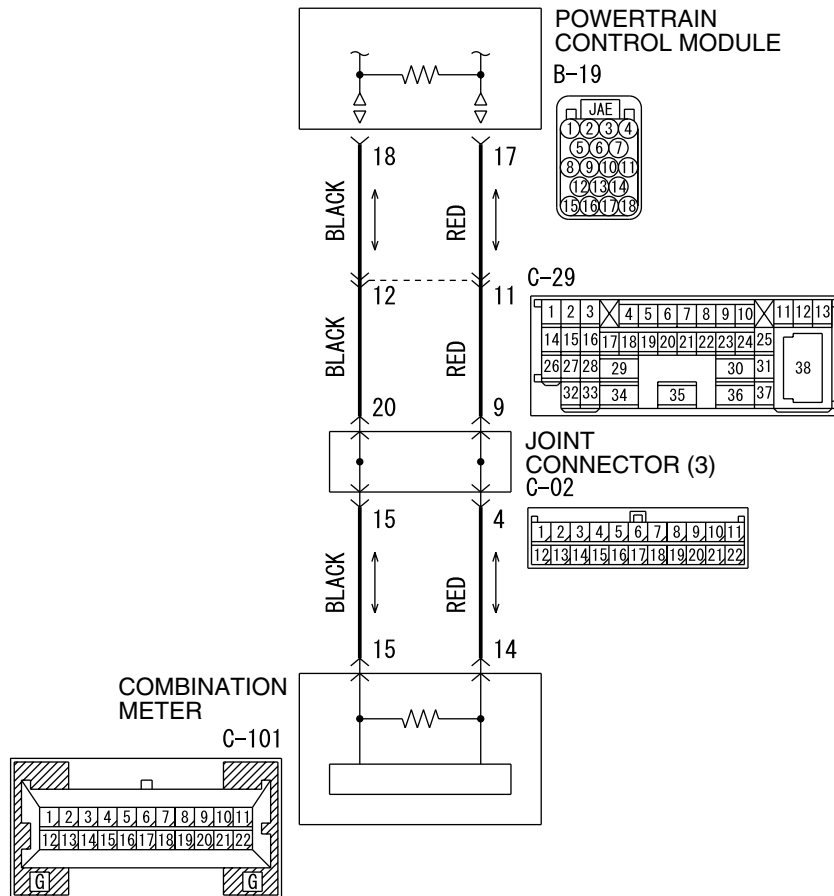 POWERTRAIN
CONTROL MODULE
B-19
JAE
1 2 3 4
5 6 7
8 9 10 11
12 13 14
15 16 17 18
18 17
BLACK RED
12 11
C-29
1 2 3 4 5 6 7 8 9 10 11 12 13
14 15 16 17 18 19 20 21 22 23 24 25
26 27 28 29 30 31 38
32 33 34 35 36 37
BLACK RED
20 9
JOINT
CONNECTOR (3)
C-02
1 2 3 4 5 6 7 8 9 10 11
12 13 14 15 16 17 18 19 20 21 22
15 4
BLACK RED
15 14
COMBINATION
METER
C-101
1 2 3 4 5 6 7 8 9 10 11
12 13 14 15 16 17 18 19 20 21 22
G G